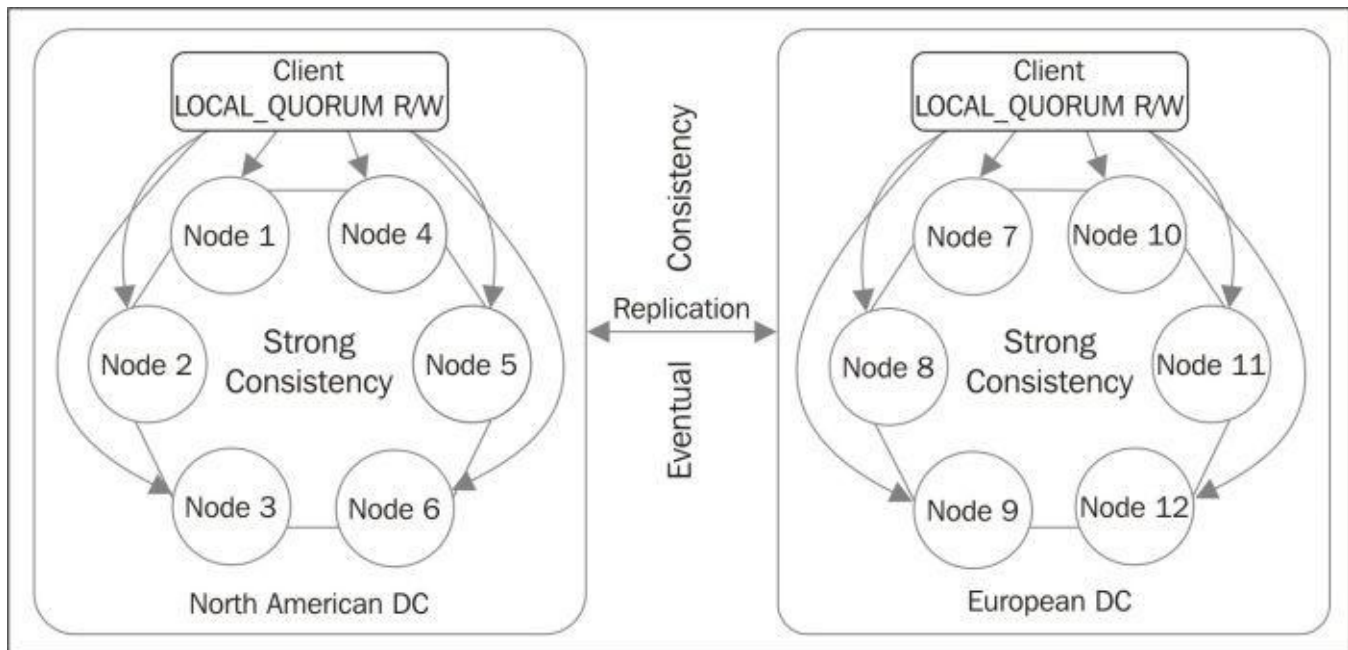 Client
LOCAL_QUORUM R/W
Node 1
Node 4
Node 2
Strong
Consistency
Node 5
Node 3
Node 6
North American DC
Consistency
Replication
Eventual
Client
LOCAL_QUORUM R/W
Node 7
Node 10
Node 8
Strong
Consistency
Node 11
Node 9
Node 12
European DC